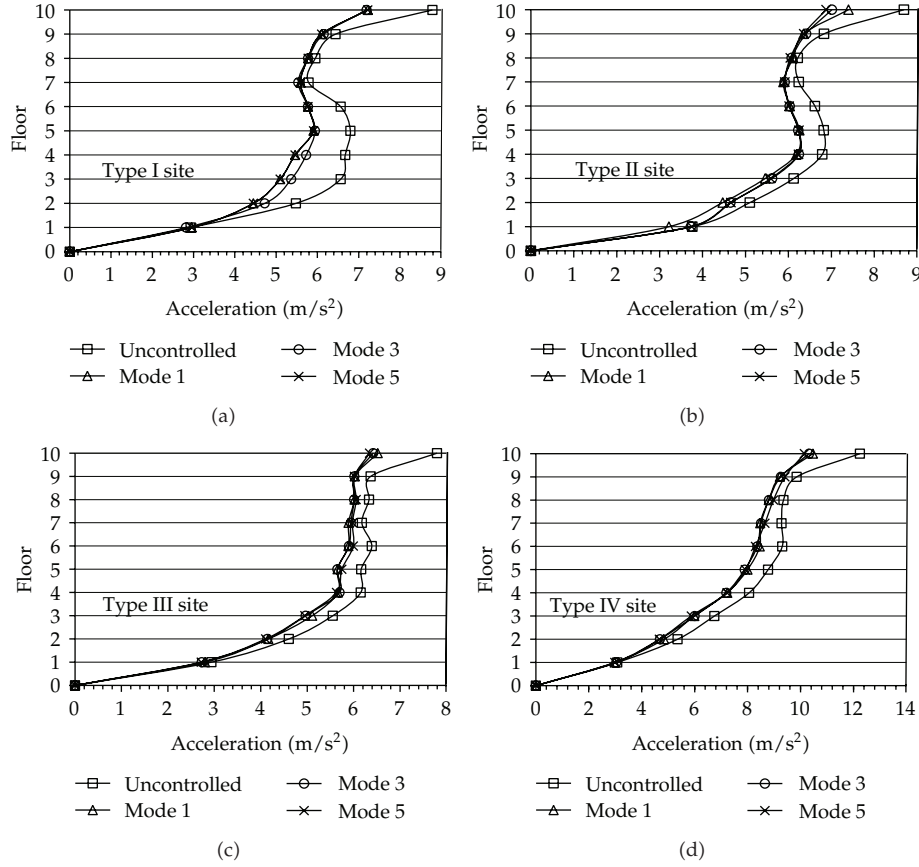 10
9
8
7
6
5
4
3
2
1
0
Floor
Type I site
0 1 2 3 4 5 6 7 8 9
Acceleration (m/s²)
Uncontrolled Mode 3
Mode 1 Mode 5
(a)
10
9
8
7
6
5
4
3
2
1
0
Floor
Type II site
0 1 2 3 4 5 6 7 8 9
Acceleration (m/s²)
Uncontrolled Mode 3
Mode 1 Mode 5
(b)
10
9
8
7
6
5
4
3
2
1
0
Floor
Type III site
0 1 2 3 4 5 6 7 8
Acceleration (m/s²)
Uncontrolled Mode 3
Mode 1 Mode 5
(c)
10
9
8
7
6
5
4
3
2
1
0
Floor
Type IV site
0 2 4 6 8 10 12 14
Acceleration (m/s²)
Uncontrolled Mode 3
Mode 1 Mode 5
(d)